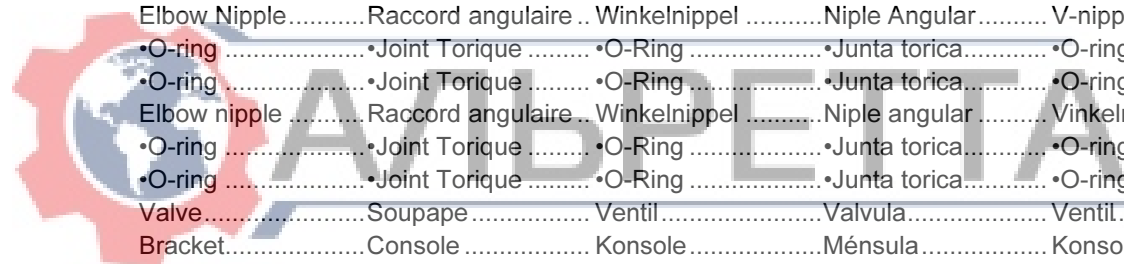 Elbow Nipple...........Raccord angulaire .. Winkelnippel ...........Niple Angular.......... V-nipp
•O-ring .....................•Joint Torique ......... •O-Ring ....................•Junta torica............ •O-ring
•O-ring .....................•Joint Torique ......... •O-Ring ....................•Junta torica............ •O-ring
Elbow nipple ...........Raccord angulaire .. Winkelnippel ...........Niple angular .......... Vinkeln
•O-ring .....................•Joint Torique ......... •O-Ring ....................•Junta torica............ •O-ring
•O-ring .....................•Joint Torique ......... •O-Ring ....................•Junta torica............ •O-ring
Valve........................Soupape.................. Ventil........................Valvula.................... Ventil..
Bracket.....................Console .................. Konsole....................Ménsula.................. Konso
АЛЬРЕТТА